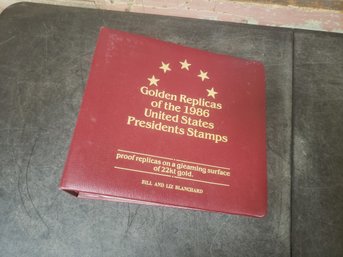 Golden Replicas
of the 1986
United States
Presidents Stamps
proof replicas on a gleaming surface
of 22kt gold.
BILL AND LIZ BLANCHARD